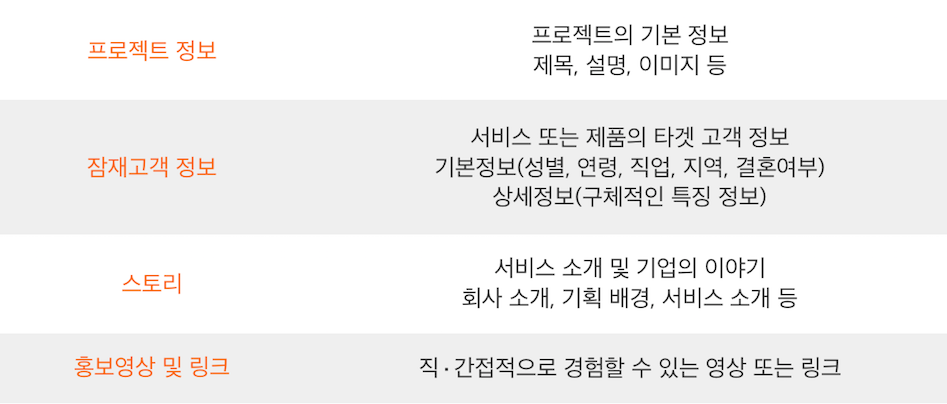 프로젝트 정보
프로젝트의 기본 정보
제목, 설명, 이미지 등
잠재고객 정보
서비스 또는 제품의 타겟 고객 정보
기본정보(성별, 연령, 직업, 지역, 결혼여부)
상세정보(구체적인 특징 정보)
스토리
서비스 소개 및 기업의 이야기
회사 소개, 기획 배경, 서비스 소개 등
홍보영상 및 링크
직·간접적으로 경험할 수 있는 영상 또는 링크